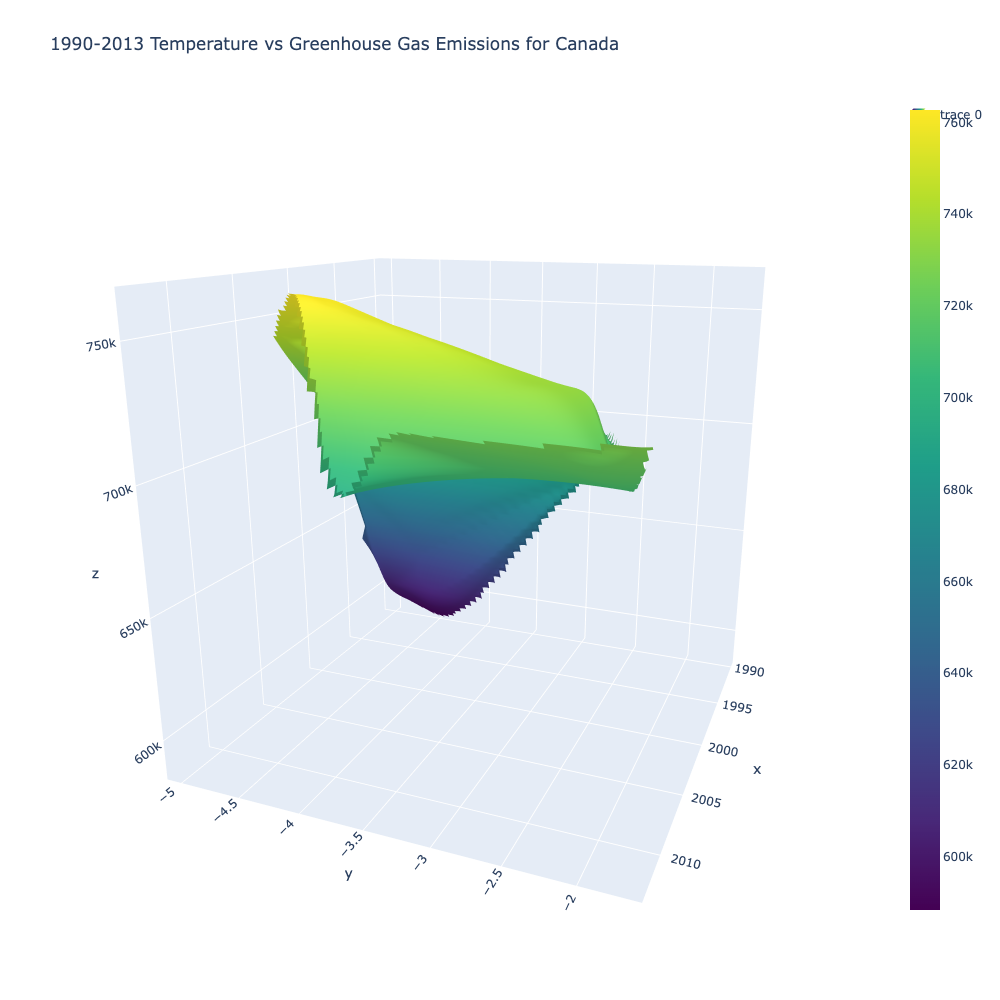 1990-2013 Temperature vs Greenhouse Gas Emissions for Canada
trace 0
760k
740k
720k
700k
680k
660k
640k
620k
600k
750k
700k
650k
600k
z
−5
−4.5
−4
−3.5
−3
−2.5
−2
y
1990
1995
2000
2005
2010
x